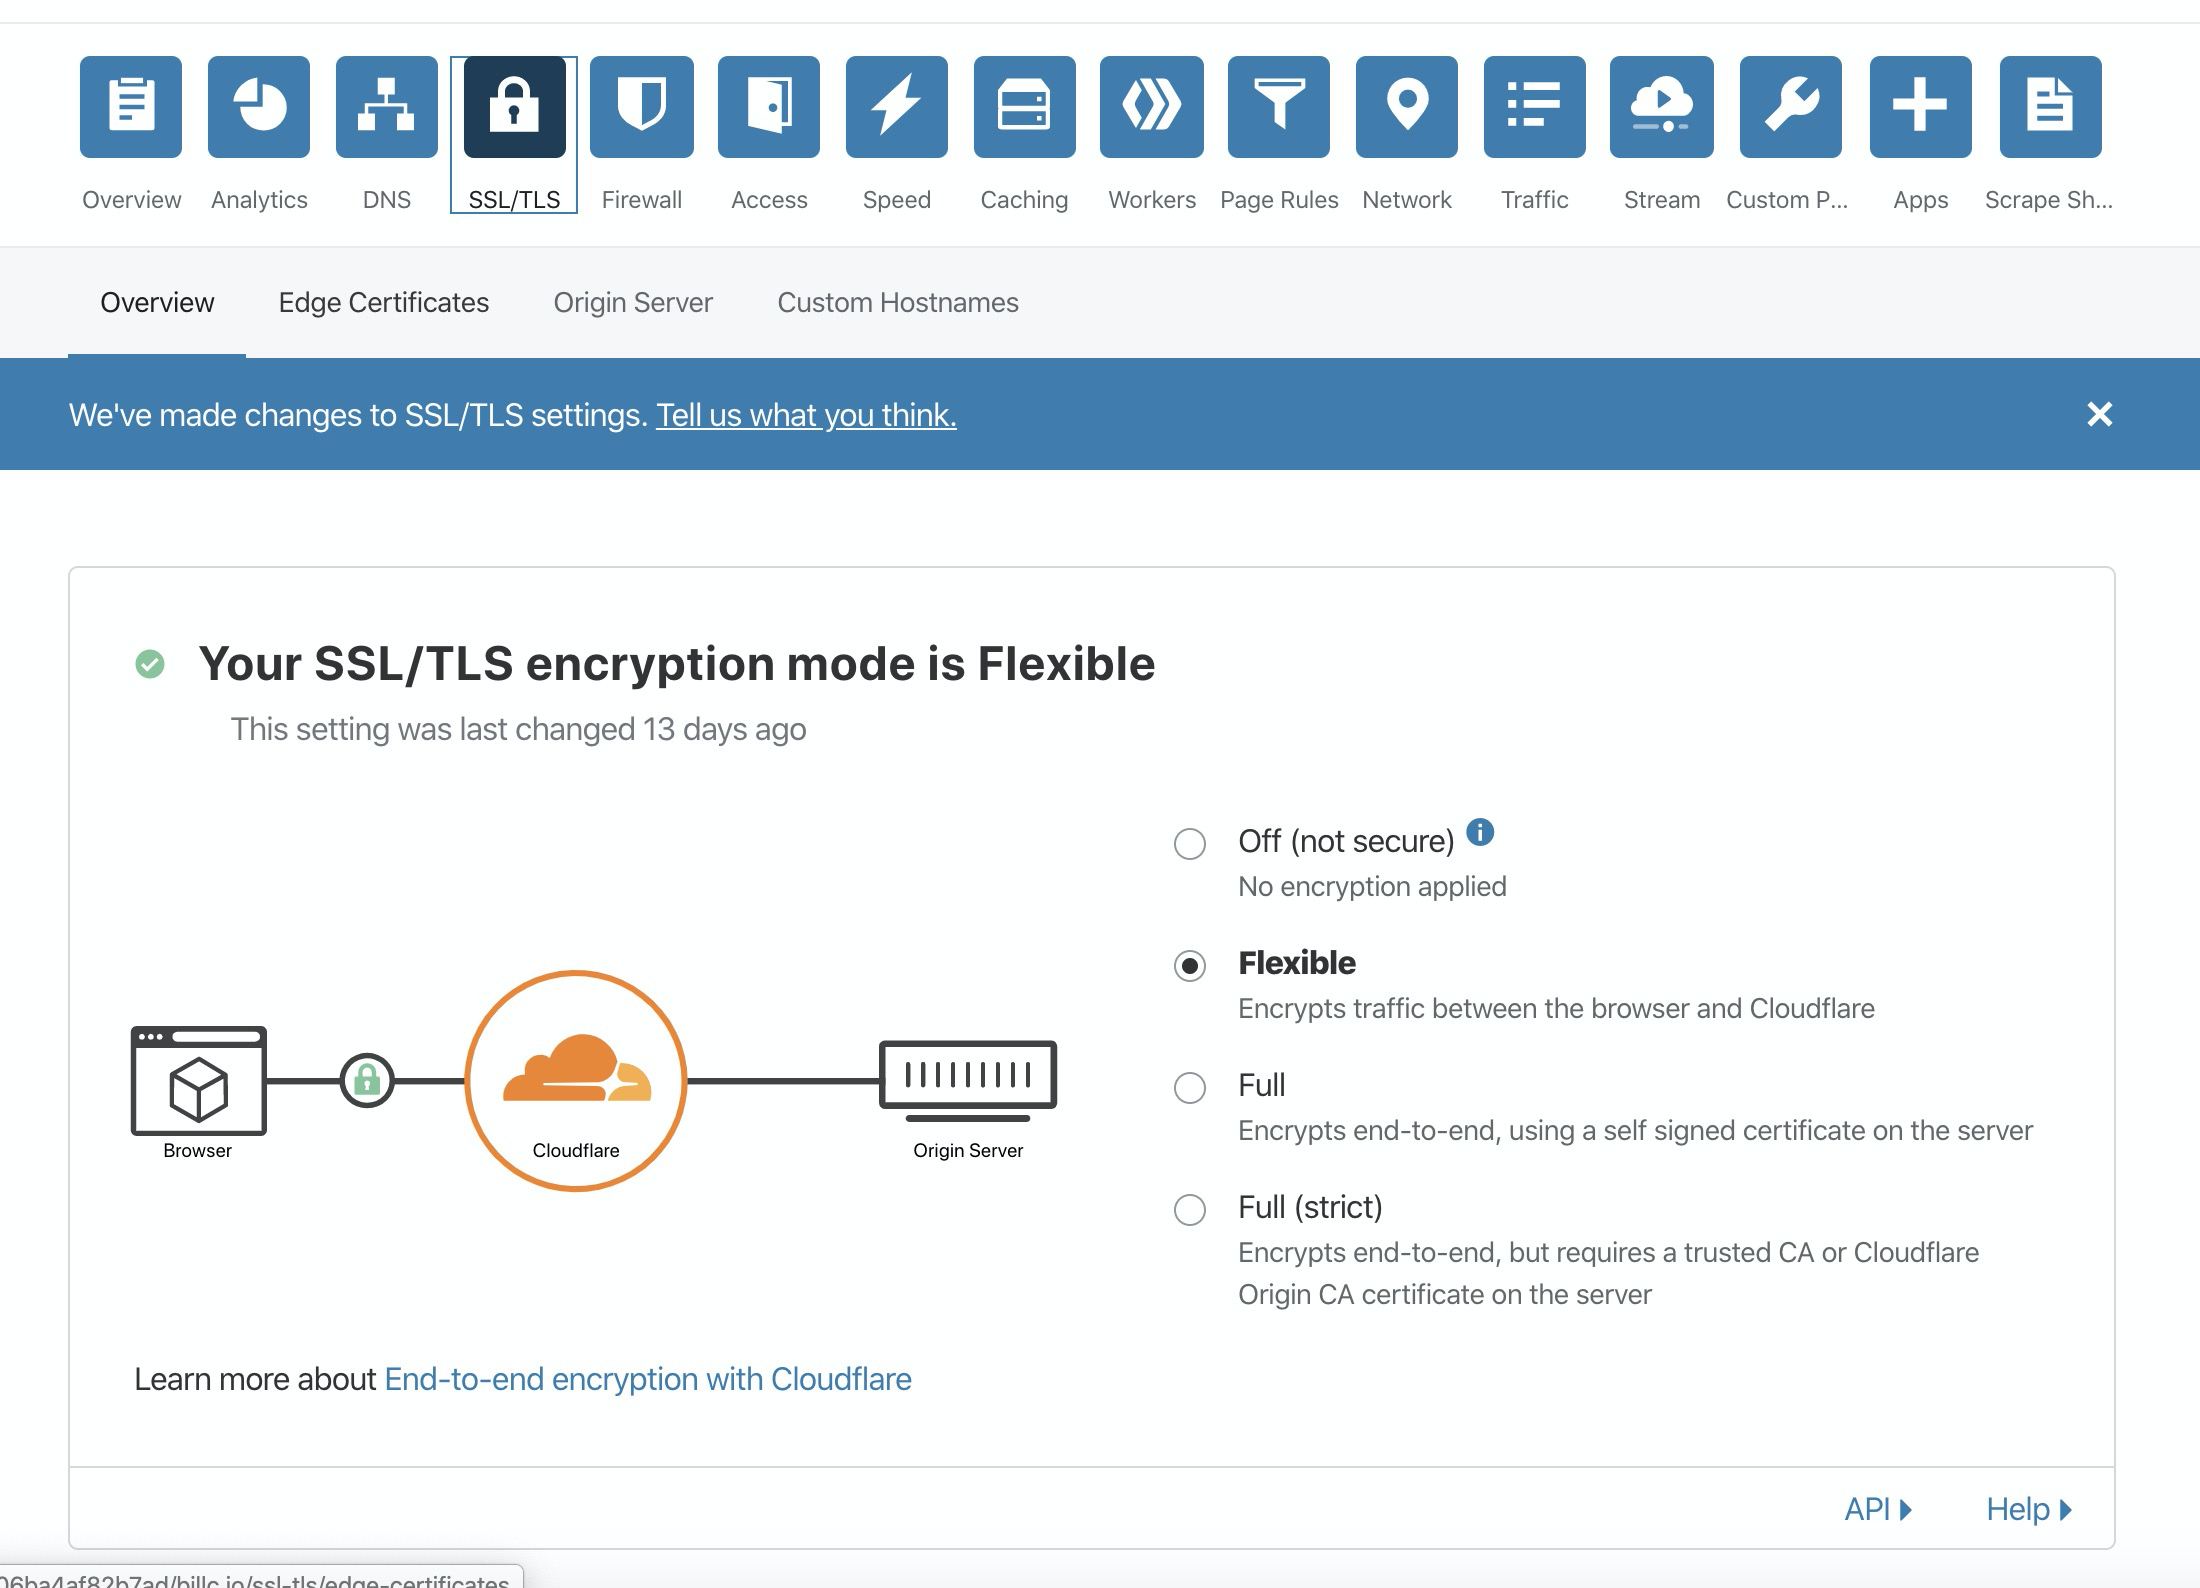 Overview Analytics DNS SSL/TLS Firewall Access Speed Caching Workers Page Rules Network Traffic Stream Custom P... Apps Scrape Sh...
Overview Edge Certificates Origin Server Custom Hostnames
We've made changes to SSL/TLS settings. Tell us what you think.
Your SSL/TLS encryption mode is Flexible
This setting was last changed 13 days ago
Off (not secure)
No encryption applied
Flexible
Encrypts traffic between the browser and Cloudflare
Full
Encrypts end-to-end, using a self signed certificate on the server
Full (strict)
Encrypts end-to-end, but requires a trusted CA or Cloudflare
Origin CA certificate on the server
Browser Cloudflare Origin Server
Learn more about End-to-end encryption with Cloudflare
API Help
06ba4af82b7ad/billc.io/ssl-tls/edge-certificates